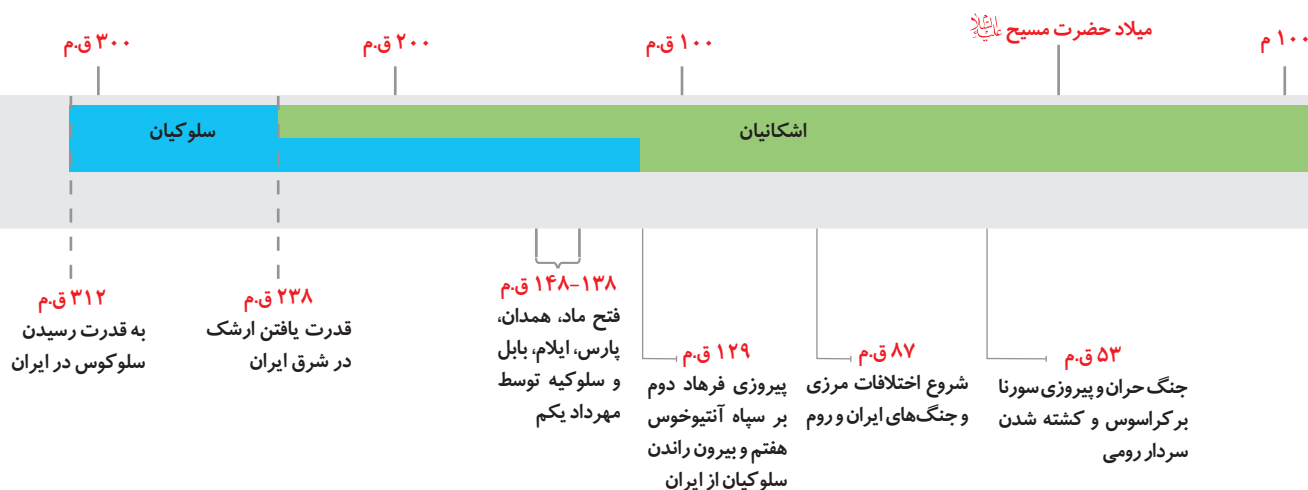 ۳۰۰ ق.م
۲۰۰ ق.م
۱۰۰ ق.م
میلاد حضرت مسیح علیه‌السلام
۱۰۰ م
سلوکیان
اشکانیان
۳۱۲ ق.م
به قدرت رسیدن
سلوکوس در ایران
۲۳۸ ق.م
قدرت یافتن ارشک
در شرق ایران
۱۴۸–۱۳۸ ق.م
فتح ماد، همدان،
پارس، ایلام، بابل
و سلوکیه توسط
مهرداد یکم
۱۲۹ ق.م
پیروزی فرهاد دوم
بر سپاه آنتیوخوس
هفتم و بیرون راندن
سلوکیان از ایران
۸۷ ق.م
شروع اختلافات مرزی
و جنگ‌های ایران و روم
۵۳ ق.م
جنگ حران و پیروزی سورنا
بر کراسوس و کشته شدن
سردار رومی